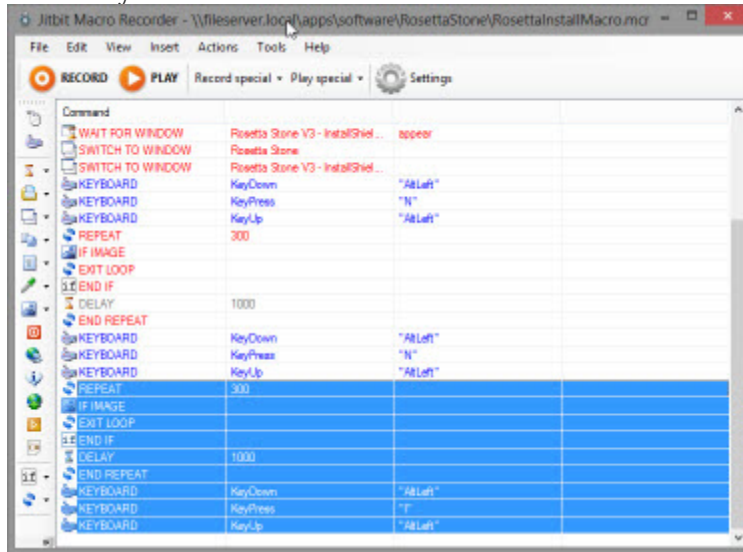 Jitbit Macro Recorder - \\fileserver.local\apps\software\RosettaStone\RosettaInstallMacro.mcr
File Edit View Insert Actions Tools Help
RECORD PLAY Record special Play special Settings
Command
WAIT FOR WINDOW Rosetta Stone V3 - InstallShiel... appear
SWITCH TO WINDOW Rosetta Stone
SWITCH TO WINDOW Rosetta Stone V3 - InstallShiel...
KEYBOARD KeyDown "AltLeft"
KEYBOARD KeyPress "N"
KEYBOARD KeyUp "AltLeft"
REPEAT 300
IF IMAGE
EXIT LOOP
END IF
DELAY 1000
END REPEAT
KEYBOARD KeyDown "AltLeft"
KEYBOARD KeyPress "N"
KEYBOARD KeyUp "AltLeft"
REPEAT 300
IF IMAGE
EXIT LOOP
END IF
DELAY 1000
END REPEAT
KEYBOARD KeyDown "AltLeft"
KEYBOARD KeyPress "I"
KEYBOARD KeyUp "AltLeft"